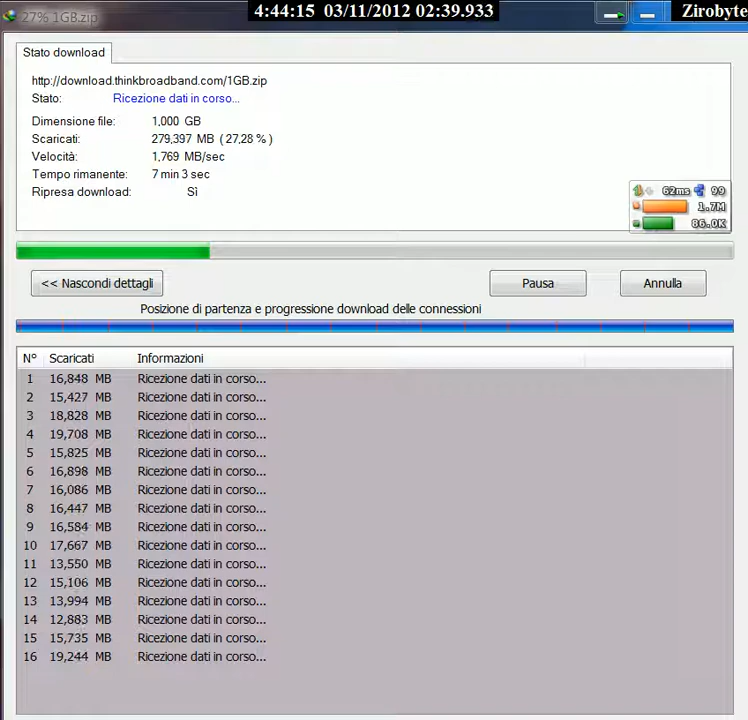 27% 1GB.zip
4:44:15 03/11/2012 02:39.933
Zirobyte
Stato download
http://download.thinkbroadband.com/1GB.zip
Stato: Ricezione dati in corso...
Dimensione file: 1,000 GB
Scaricati: 279,397 MB ( 27,28 % )
Velocità: 1,769 MB/sec
Tempo rimanente: 7 min 3 sec
Ripresa download: Sì
62ms 99
1.7M
86.0K
<< Nascondi dettagli
Pausa
Annulla
Posizione di partenza e progressione download delle connessioni
N° Scaricati Informazioni
1 16,848 MB Ricezione dati in corso...
2 15,427 MB Ricezione dati in corso...
3 18,828 MB Ricezione dati in corso...
4 19,708 MB Ricezione dati in corso...
5 15,825 MB Ricezione dati in corso...
6 16,898 MB Ricezione dati in corso...
7 16,086 MB Ricezione dati in corso...
8 16,447 MB Ricezione dati in corso...
9 16,584 MB Ricezione dati in corso...
10 17,667 MB Ricezione dati in corso...
11 13,550 MB Ricezione dati in corso...
12 15,106 MB Ricezione dati in corso...
13 13,994 MB Ricezione dati in corso...
14 12,883 MB Ricezione dati in corso...
15 15,735 MB Ricezione dati in corso...
16 19,244 MB Ricezione dati in corso...